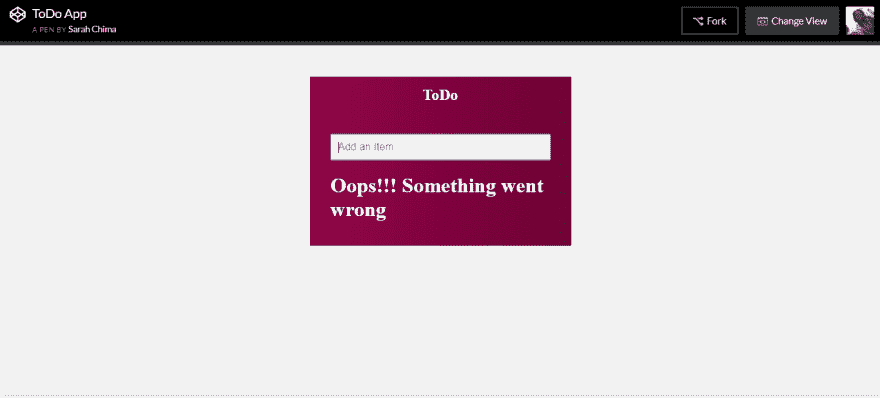 ToDo App
A PEN BY Sarah Chima
Fork
Change View
ToDo
Add an item
Oops!!! Something went
wrong